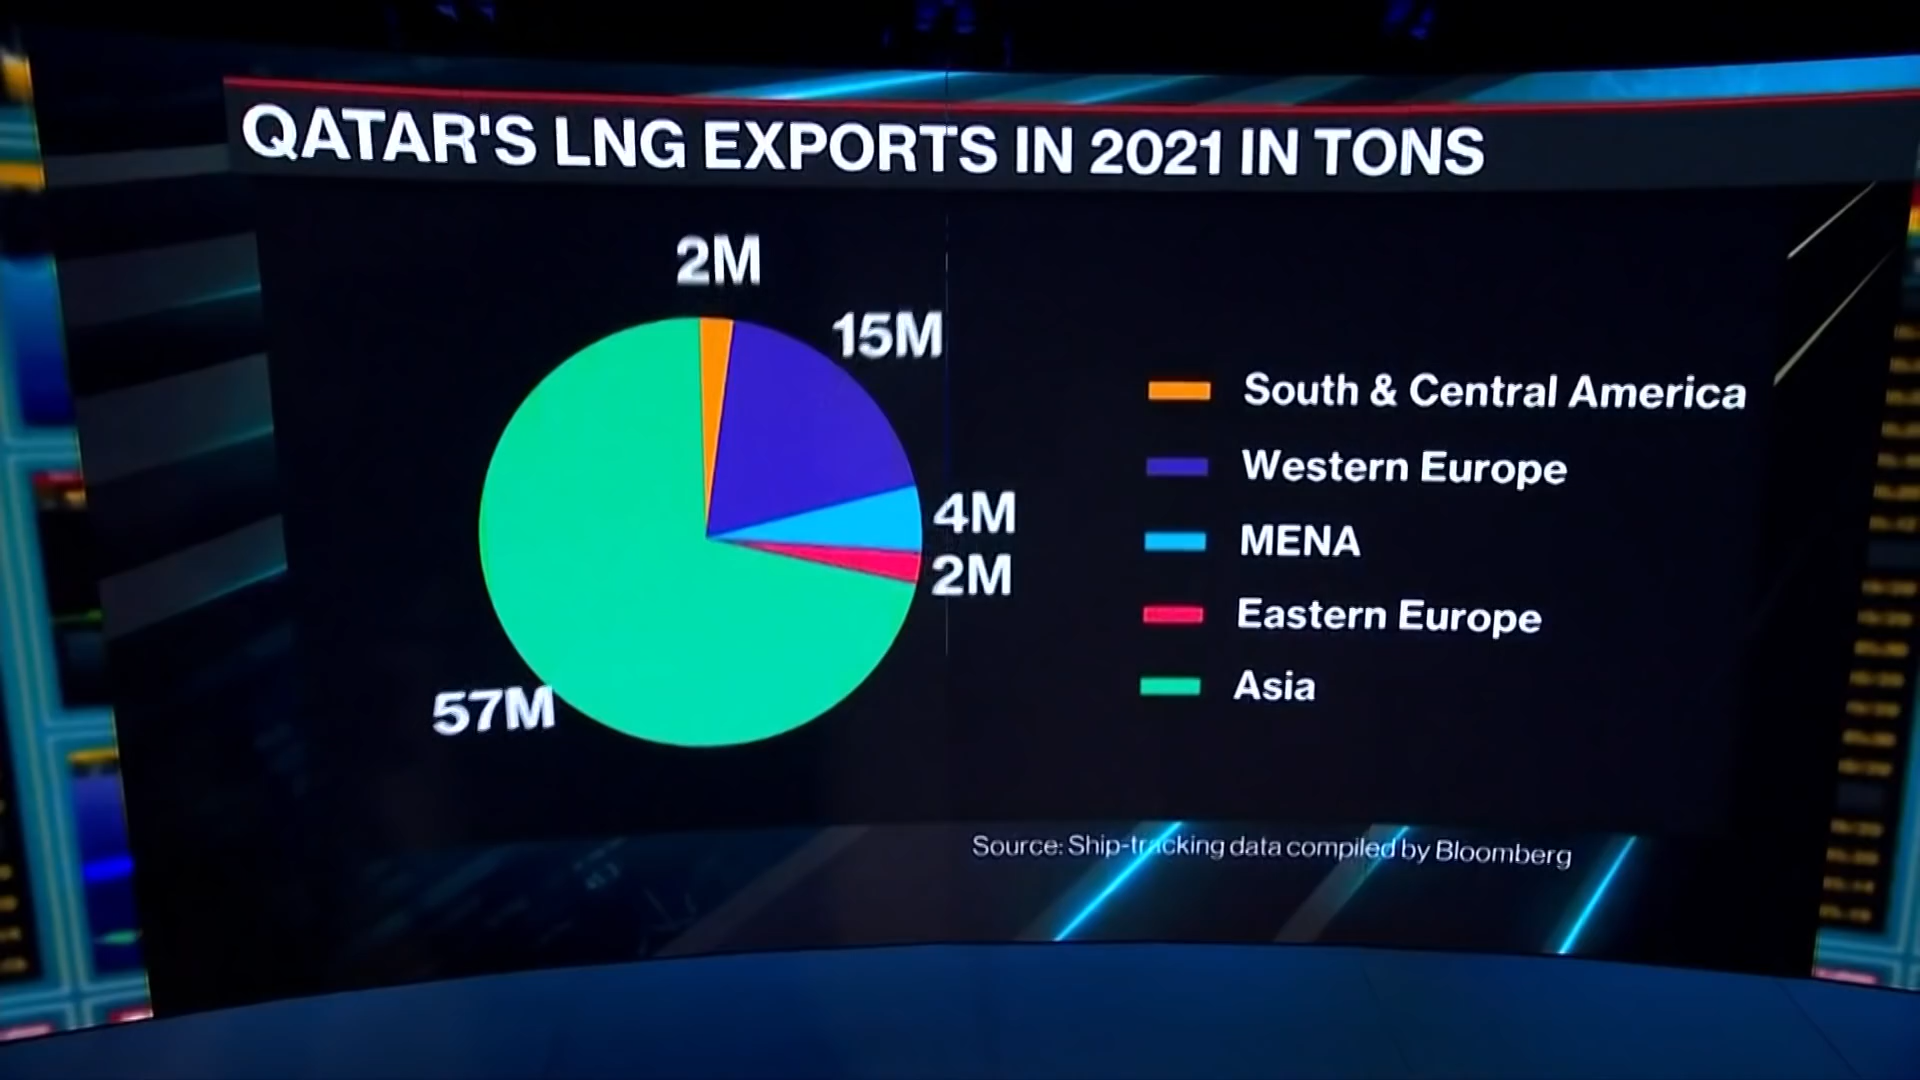 QATAR'S LNG EXPORTS IN 2021 IN TONS
2M
15M
4M
2M
57M
South & Central America
Western Europe
MENA
Eastern Europe
Asia
Source: Ship-tracking data compiled by Bloomberg